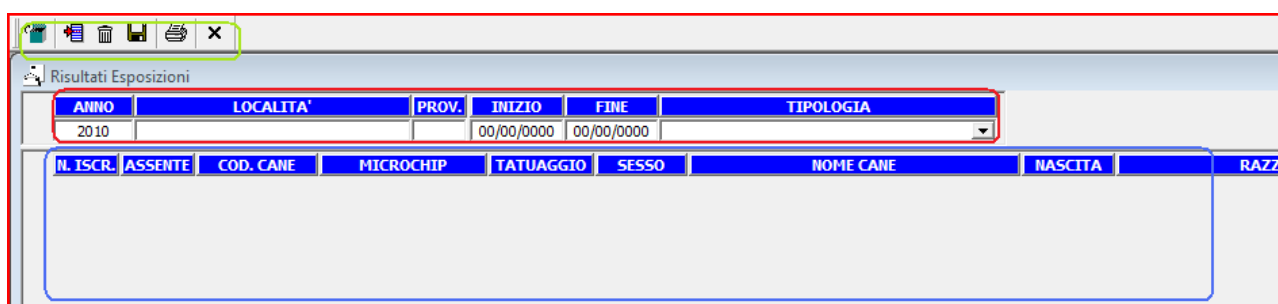 Risultati Esposizioni
ANNO LOCALITA' PROV. INIZIO FINE TIPOLOGIA
2010 00/00/0000 00/00/0000
N. ISCR. ASSENTE COD. CANE MICROCHIP TATUAGGIO SESSO NOME CANE NASCITA RAZZ